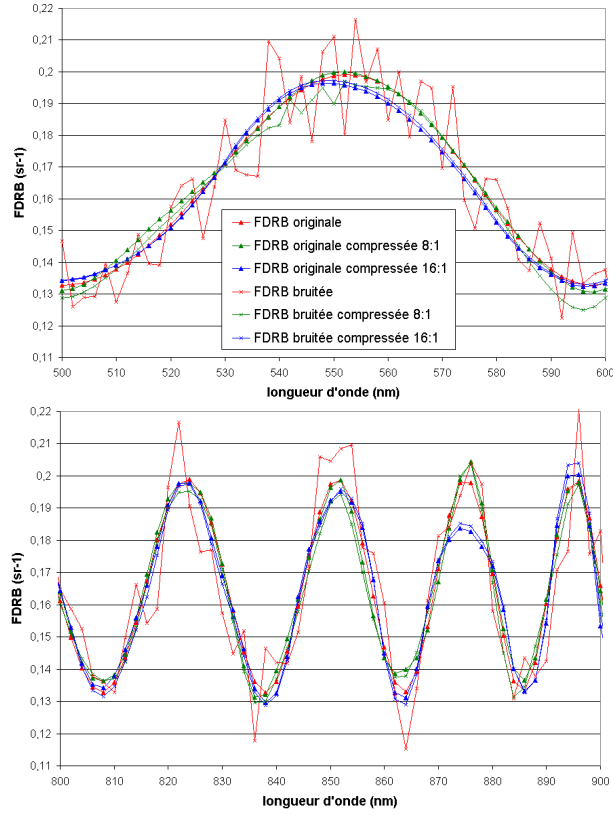 0,22
0,21
0,2
0,19
0,18
0,17
0,16
0,15
0,14
0,13
0,12
0,11
FDRB (sr-1)
FDRB originale
FDRB originale compressée 8:1
FDRB originale compressée 16:1
FDRB bruitée
FDRB bruitée compressée 8:1
FDRB bruitée compressée 16:1
500 510 520 530 540 550 560 570 580 590 600
longueur d'onde (nm)
0,22
0,21
0,2
0,19
0,18
0,17
0,16
0,15
0,14
0,13
0,12
0,11
FDRB (sr-1)
800 810 820 830 840 850 860 870 880 890 900
longueur d'onde (nm)